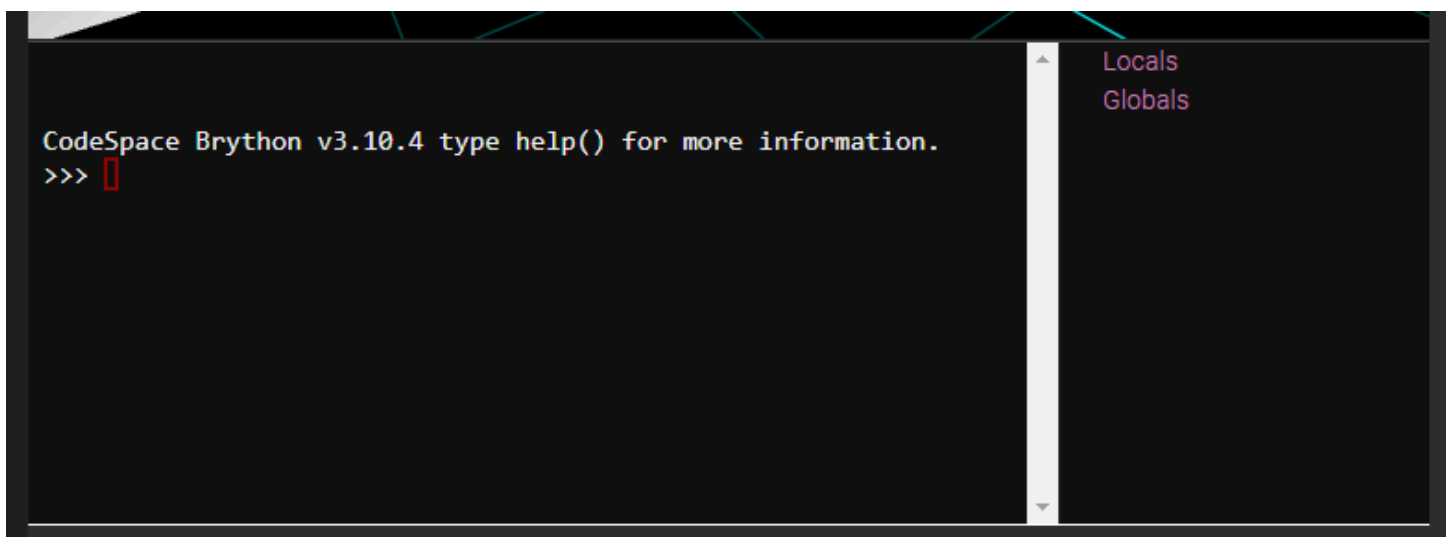 CodeSpace Brython v3.10.4 type help() for more information.
>>>
Locals
Globals